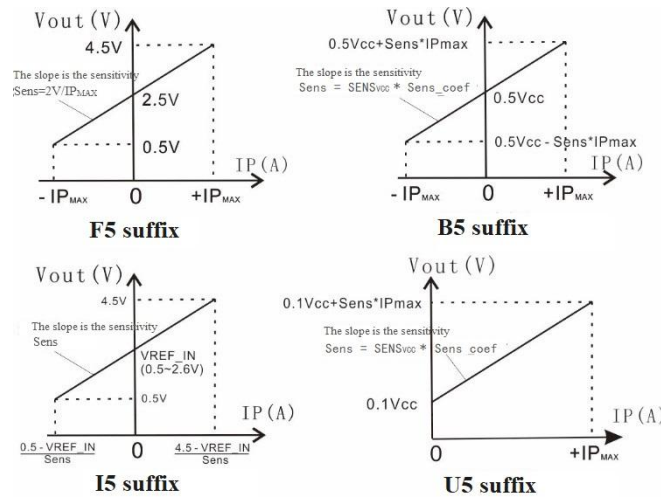 Vout(V)
4.5V
The slope is the sensitivity
Sens=2V/IPMAX
2.5V
0.5V
IP(A)
- IPMAX
0
+IPMAX
F5 suffix
Vout(V)
0.5Vcc+Sens*IPmax
The slope is the sensitivity
Sens = SENSVCC * Sens_coef
0.5Vcc
0.5Vcc - Sens*IPmax
IP(A)
- IPMAX
0
+IPMAX
B5 suffix
Vout(V)
4.5V
The slope is the sensitivity
Sens
VREF_IN
(0.5~2.6V)
0.5V
IP(A)
0.5 - VREF_IN
Sens
0
4.5 - VREF_IN
Sens
I5 suffix
Vout(V)
0.1Vcc+Sens*IPmax
The slope is the sensitivity
Sens = SENSVCC * Sens_coef
0.1Vcc
IP(A)
0
+IPMAX
U5 suffix